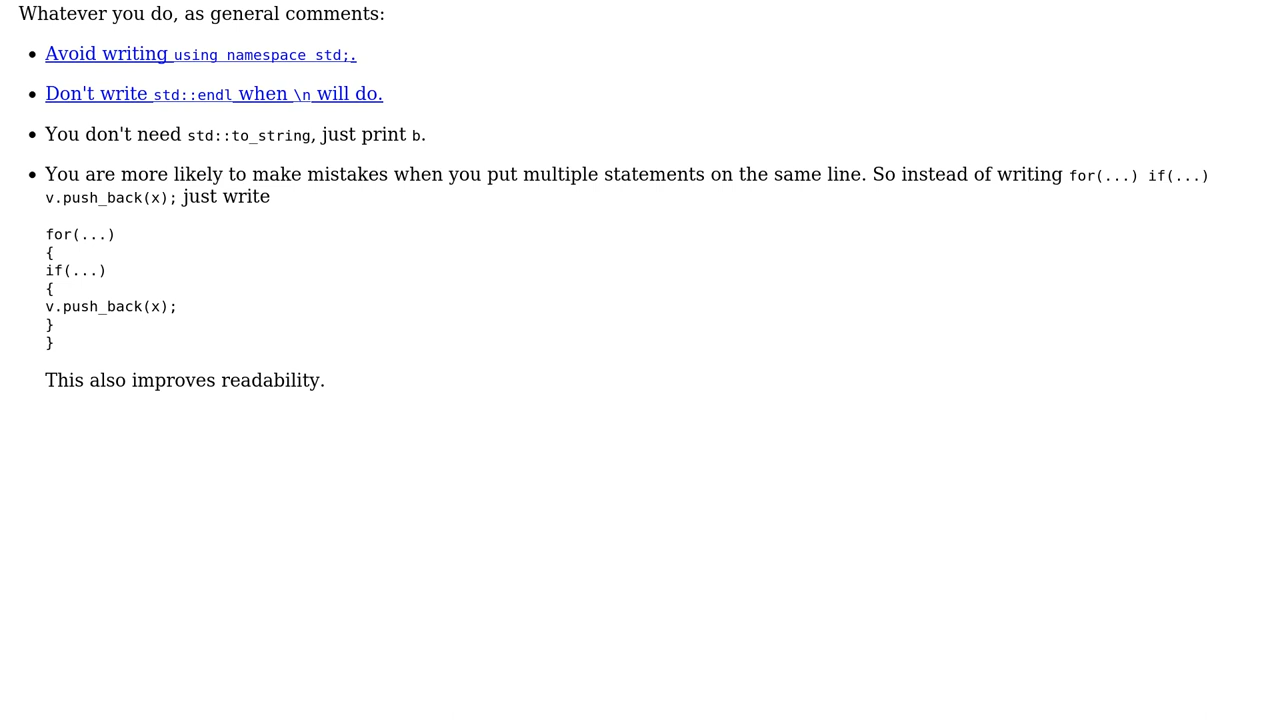 Whatever you do, as general comments:
• Avoid writing using namespace std;.
• Don't write std::endl when \n will do.
• You don't need std::to_string, just print b.
• You are more likely to make mistakes when you put multiple statements on the same line. So instead of writing for(...) if(...)
v.push_back(x); just write
for(...)
{
if(...)
{
v.push_back(x);
}
}
This also improves readability.